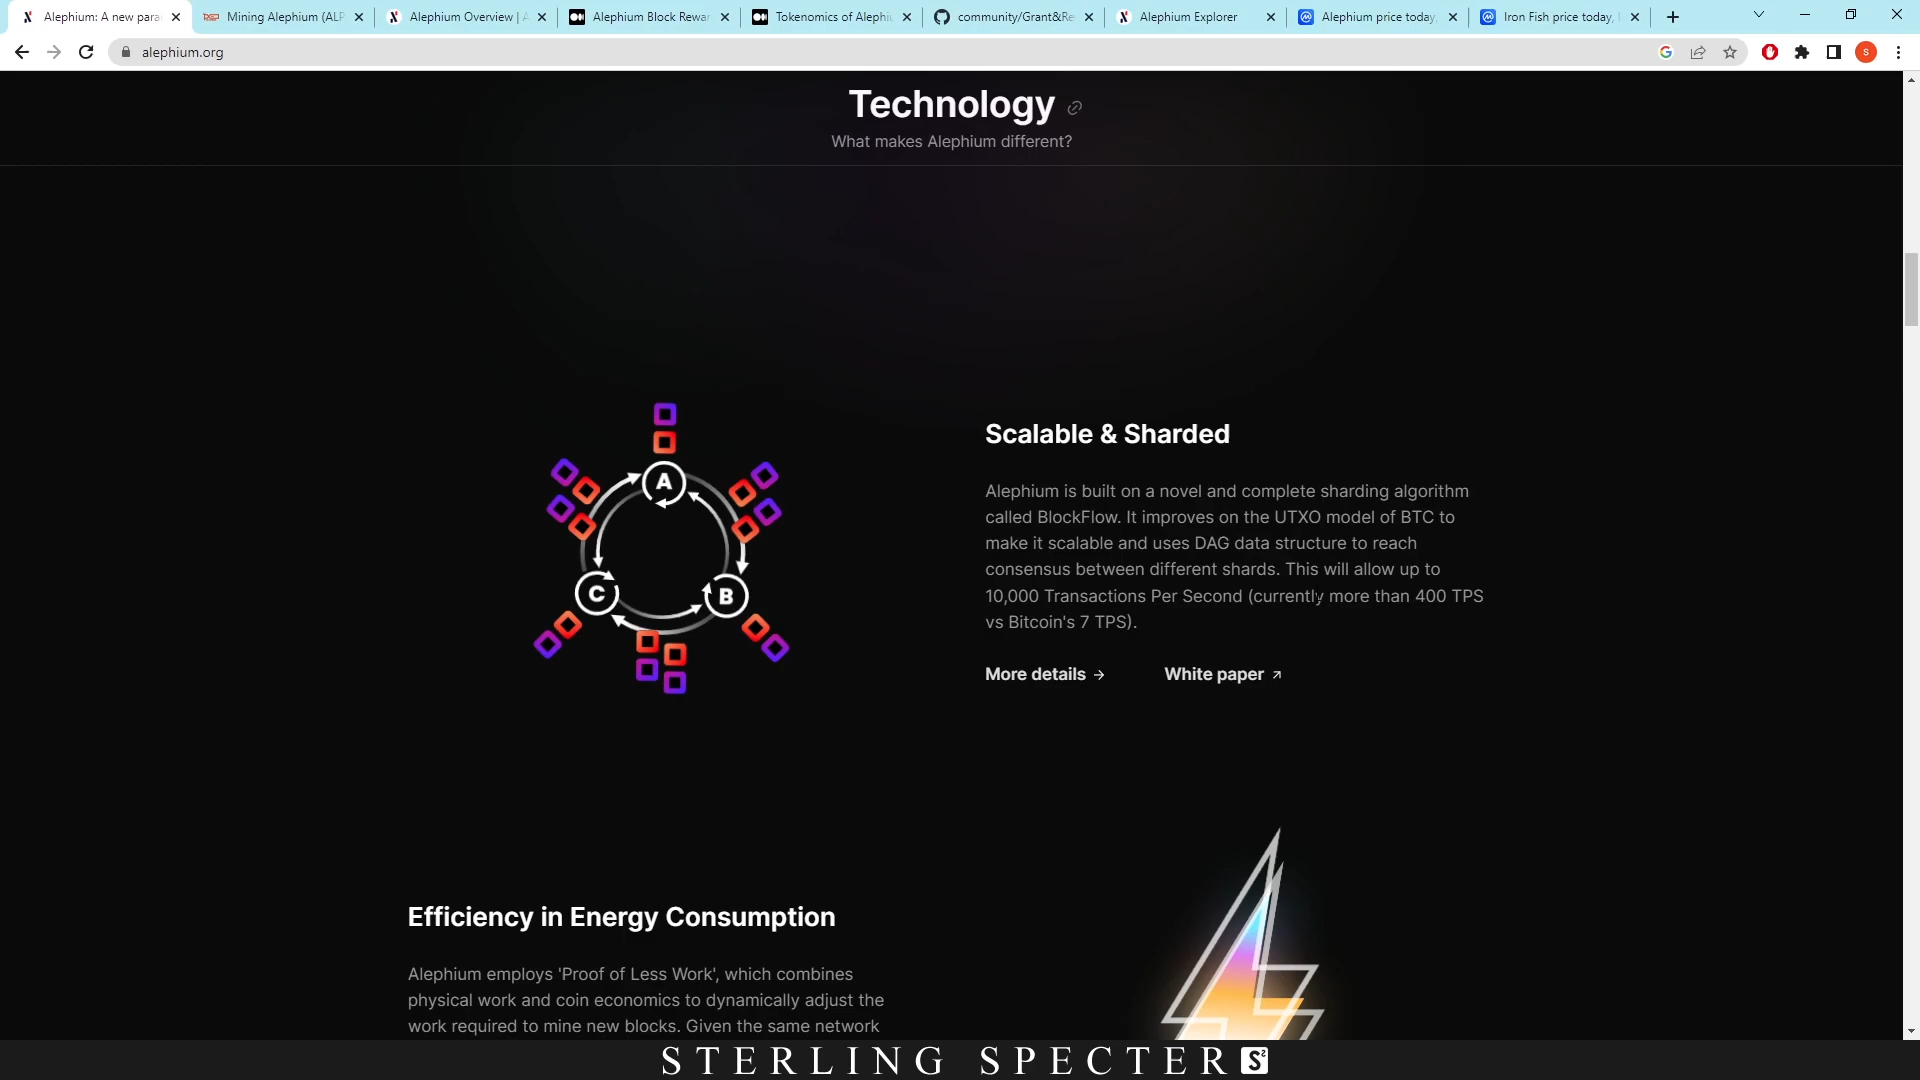 Alephium: A new para
Mining Alephium (ALP
Alephium Overview | A
Alephium Block Rewar
Tokenomics of Alephiu
community/Grant&Re
Alephium Explorer
Alephium price today,
Iron Fish price today,
alephium.org
S
Technology
What makes Alephium different?
A
B
C
Scalable & Sharded
Alephium is built on a novel and complete sharding algorithm
called BlockFlow. It improves on the UTXO model of BTC to
make it scalable and uses DAG data structure to reach
consensus between different shards. This will allow up to
10,000 Transactions Per Second (currently more than 400 TPS
vs Bitcoin's 7 TPS).
More details →
White paper ↗
Efficiency in Energy Consumption
Alephium employs 'Proof of Less Work', which combines
physical work and coin economics to dynamically adjust the
work required to mine new blocks. Given the same network
STERLING SPECTER S²